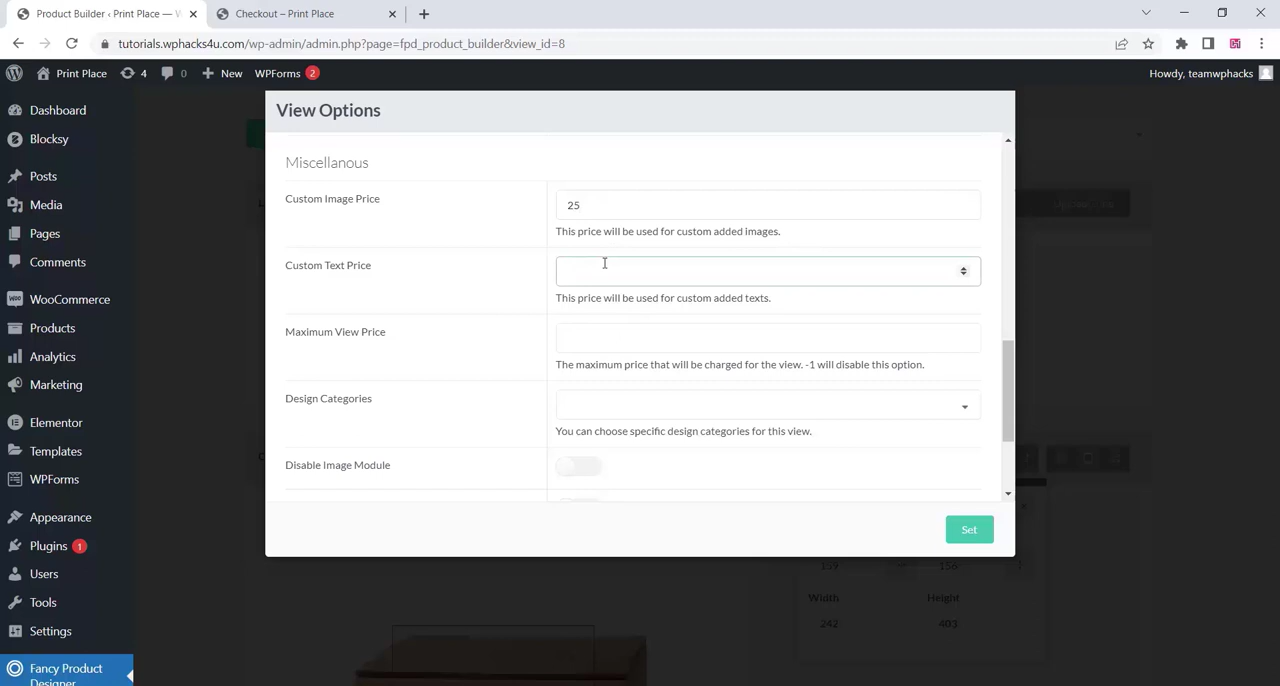 Product Builder ‹ Print Place — W
Checkout – Print Place
tutorials.wphacks4u.com/wp-admin/admin.php?page=fpd_product_builder&view_id=8
Print Place
4
0
New
WPForms 2
Howdy, teamwphacks
Dashboard
Blocksy
Posts
Media
Pages
Comments
WooCommerce
Products
Analytics
Marketing
Elementor
Templates
WPForms
Appearance
Plugins 1
Users
Tools
Settings
Fancy Product
Designer
View Options
Miscellanous
Custom Image Price
25
This price will be used for custom added images.
Custom Text Price
This price will be used for custom added texts.
Maximum View Price
The maximum price that will be charged for the view. -1 will disable this option.
Design Categories
You can choose specific design categories for this view.
Disable Image Module
Set
159
156
Width
Height
242
403